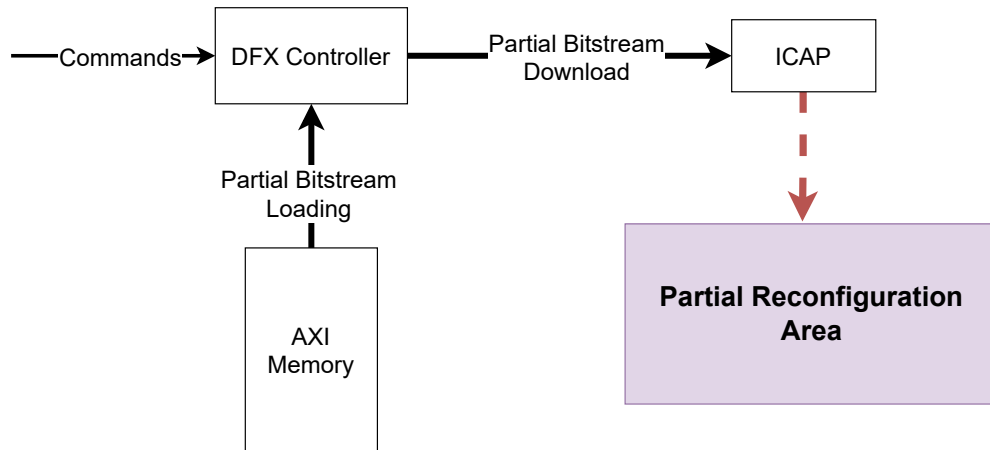 Commands
DFX Controller
Partial Bitstream
Download
ICAP
Partial Bitstream
Loading
AXI
Memory
Partial Reconfiguration
Area